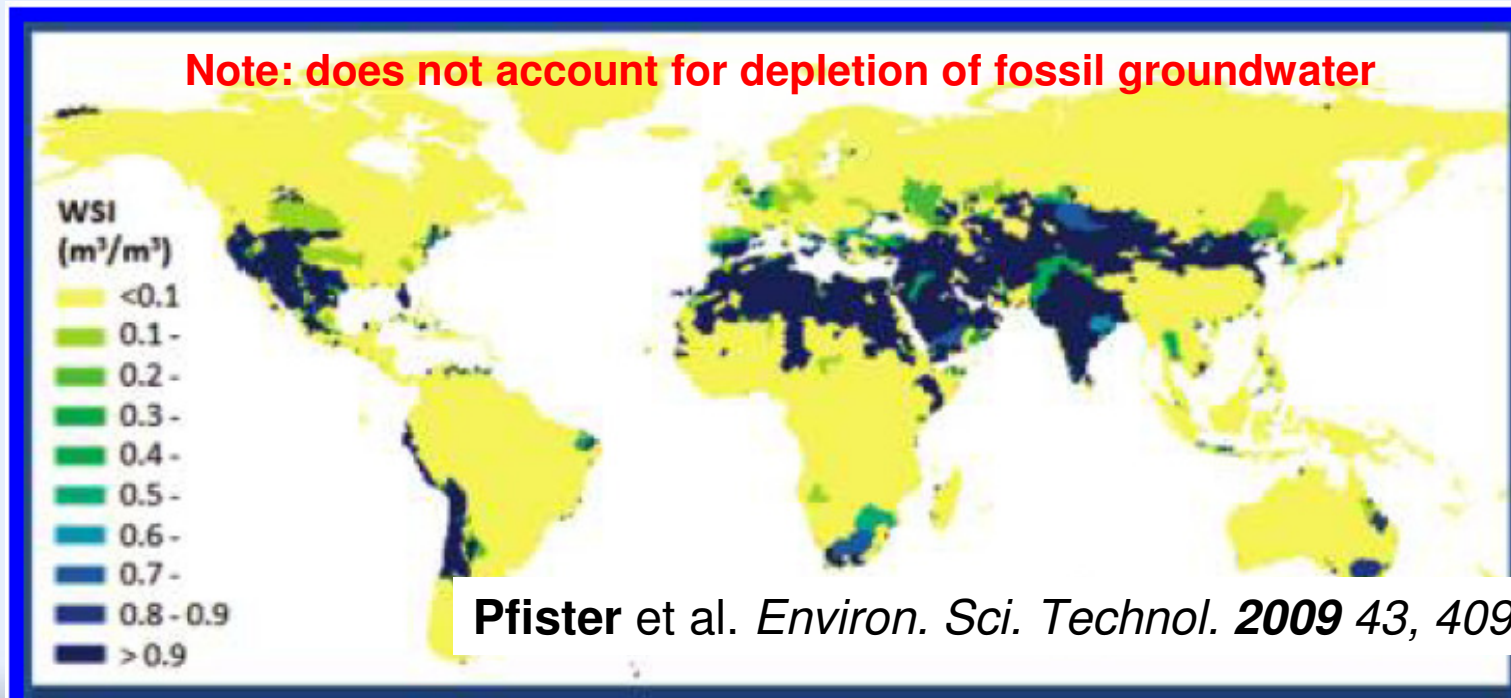 Note: does not account for depletion of fossil groundwater
WSI
(m³/m³)
<0.1
0.1 -
0.2 -
0.3 -
0.4 -
0.5 -
0.6 -
0.7 -
0.8 - 0.9
> 0.9
Pfister et al. Environ. Sci. Technol. 2009 43, 409